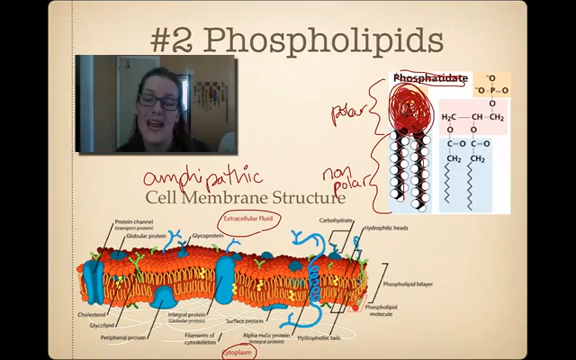 #2 Phospholipids
Phosphatidate
polar
non
polar
O⁻
⁻O–P=O
O
H₂C–CH–CH₂
O O
C=O C=O
CH₂ CH₂
amphipathic
Cell Membrane Structure
Extracellular Fluid
Carbohydrate
Hydrophilic heads
Protein channel
(transport protein)
Globular protein
Glycoprotein
Phospholipid bilayer
Phospholipid
molecule
Cholesterol
Glycolipid
Peripheral protein
Integral protein
(Globular protein)
Filaments of
cytoskeleton
Surface protein
Alpha-Helix protein
(Integral protein)
Hydrophobic tails
Cytoplasm